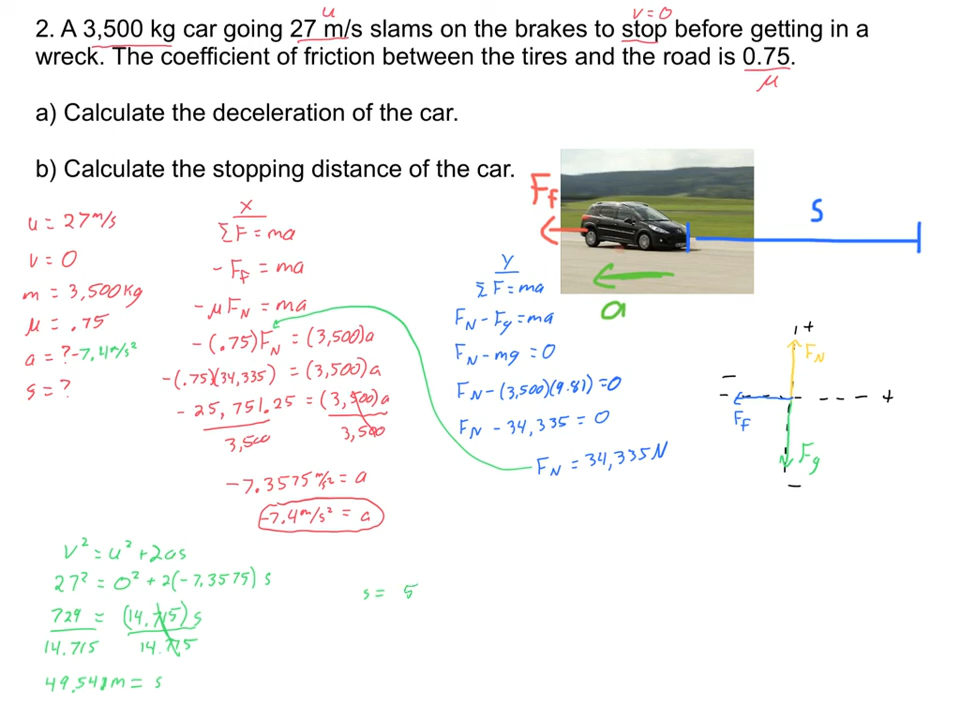 u
v = 0
2. A 3,500 kg car going 27 m/s slams on the brakes to stop before getting in a
wreck. The coefficient of friction between the tires and the road is 0.75.
μ
a) Calculate the deceleration of the car.
b) Calculate the stopping distance of the car.
u = 27 m/s
v = 0
m = 3,500 kg
μ = .75
a = ? -7.4 m/s²
s = ?
X
ΣF = ma
- Ff = ma
- μFN = ma
- (.75)FN = (3,500)a
-(.75)(34,335) = (3,500)a
- 25,751.25 = (3,500)a
3,500 3,500
-7.3575 m/s² = a
-7.4 m/s² = a
Y
ΣF = ma
FN - Fg = ma
FN - mg = 0
FN - (3,500)(9.81) = 0
FN - 34,335 = 0
FN = 34,335 N
Ff
s
a
+
FN
-
- +
Ff
Fg
-
v² = u² + 2as
27² = 0² + 2(-7.3575) s
729 = (14.715) s
14.715 14.715
49.541 m = s
s = 5